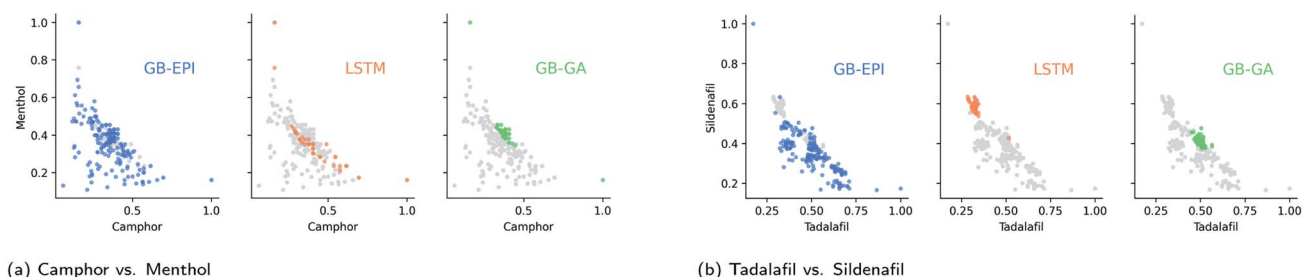 1.0
0.8
0.6
0.4
0.2
Menthol
GB-EPI
LSTM
GB-GA
0.5 1.0
0.5 1.0
0.5 1.0
Camphor
Camphor
Camphor
(a) Camphor vs. Menthol
1.0
0.8
0.6
0.4
0.2
Sildenafil
GB-EPI
LSTM
GB-GA
0.25 0.50 0.75 1.00
0.25 0.50 0.75 1.00
0.25 0.50 0.75 1.00
Tadalafil
Tadalafil
Tadalafil
(b) Tadalafil vs. Sildenafil